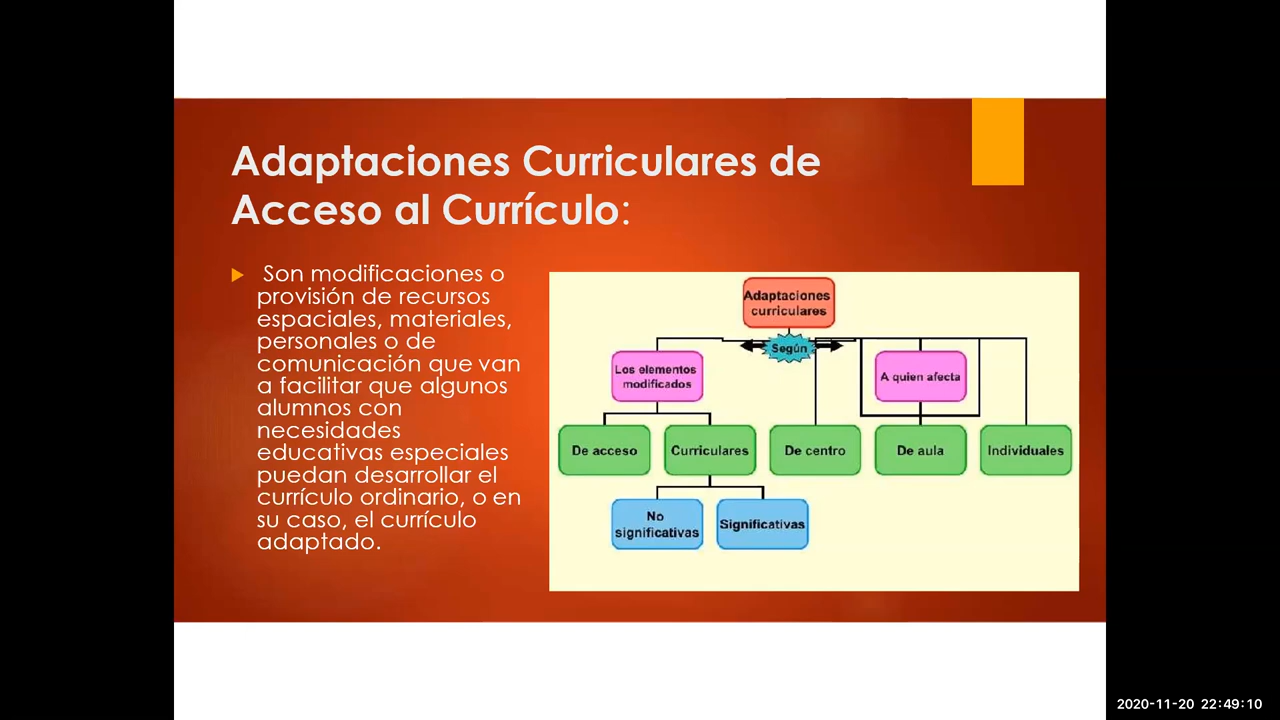 Adaptaciones Curriculares de
Acceso al Currículo:
Son modificaciones o
provisión de recursos
espaciales, materiales,
personales o de
comunicación que van
a facilitar que algunos
alumnos con
necesidades
educativas especiales
puedan desarrollar el
currículo ordinario, o en
su caso, el currículo
adaptado.
Adaptaciones
curriculares
Según
Los elementos
modificados
A quien afecta
De acceso
Curriculares
De centro
De aula
Individuales
No
significativas
Significativas
2020-11-20 22:49:10